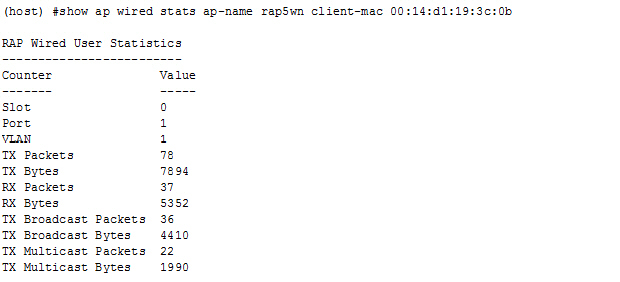 (host) #show ap wired stats ap-name rap5wn client-mac 00:14:d1:19:3c:0b
RAP Wired User Statistics
-------------------------
Counter Value
------- -----
Slot 0
Port 1
VLAN 1
TX Packets 78
TX Bytes 7894
RX Packets 37
RX Bytes 5352
TX Broadcast Packets 36
TX Broadcast Bytes 4410
TX Multicast Packets 22
TX Multicast Bytes 1990